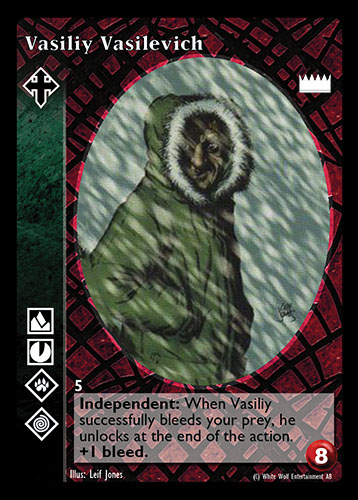 Vasiliy Vasilevich
5
Independent: When Vasiliy
successfully bleeds your prey, he
unlocks at the end of the action.
+1 bleed.
8
Illus: Leif Jones
(C) White Wolf Entertainment AB